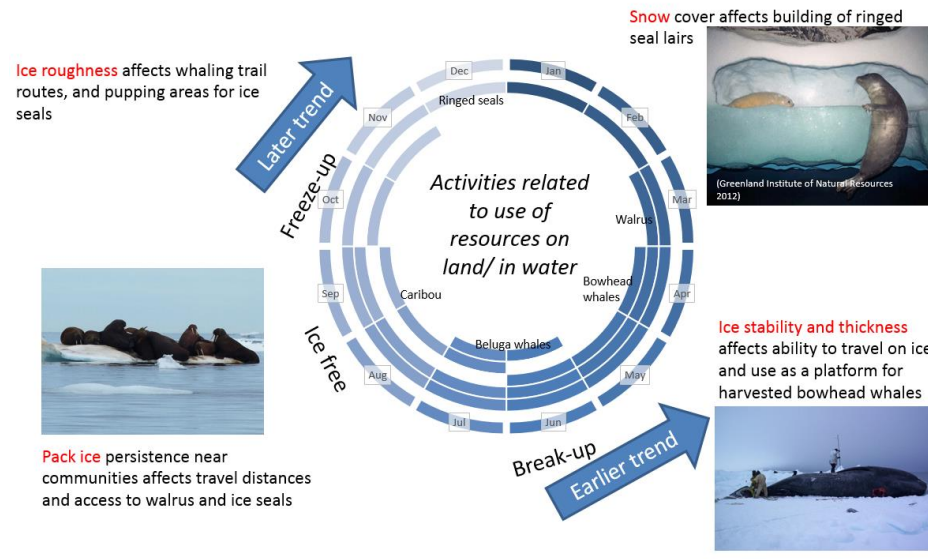 Snow cover affects building of ringed
seal lairs
Ice roughness affects whaling trail
routes, and pupping areas for ice
seals
Later trend
Freeze-up
Dec
Jan
Ringed seals
Nov
Feb
(Greenland Institute of Natural Resources
2012)
Activities related
to use of
resources on
land/ in water
Oct
Mar
Walrus
Bowhead
whales
Sep
Caribou
Apr
Ice free
Beluga whales
Aug
May
Jul
Jun
Ice stability and thickness
affects ability to travel on ice
and use as a platform for
harvested bowhead whales
Break-up
Earlier trend
Pack ice persistence near
communities affects travel distances
and access to walrus and ice seals